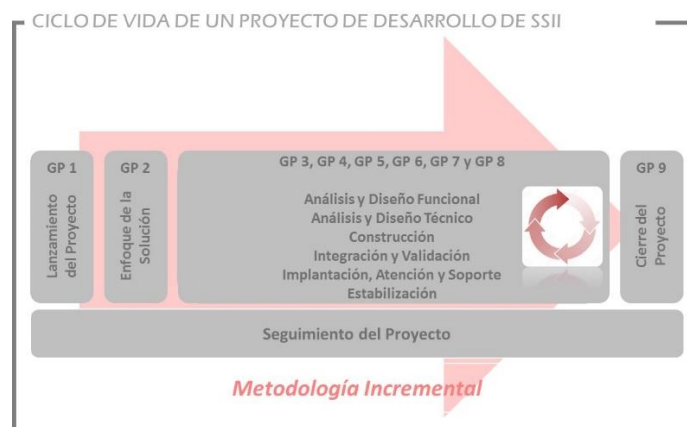 CICLO DE VIDA DE UN PROYECTO DE DESARROLLO DE SSII
GP 1
Lanzamiento
del Proyecto
GP 2
Enfoque de la
Solución
GP 3, GP 4, GP 5, GP 6, GP 7 y GP 8
Análisis y Diseño Funcional
Análisis y Diseño Técnico
Construcción
Integración y Validación
Implantación, Atención y Soporte
Estabilización
GP 9
Cierre del
Proyecto
Seguimiento del Proyecto
Metodología Incremental